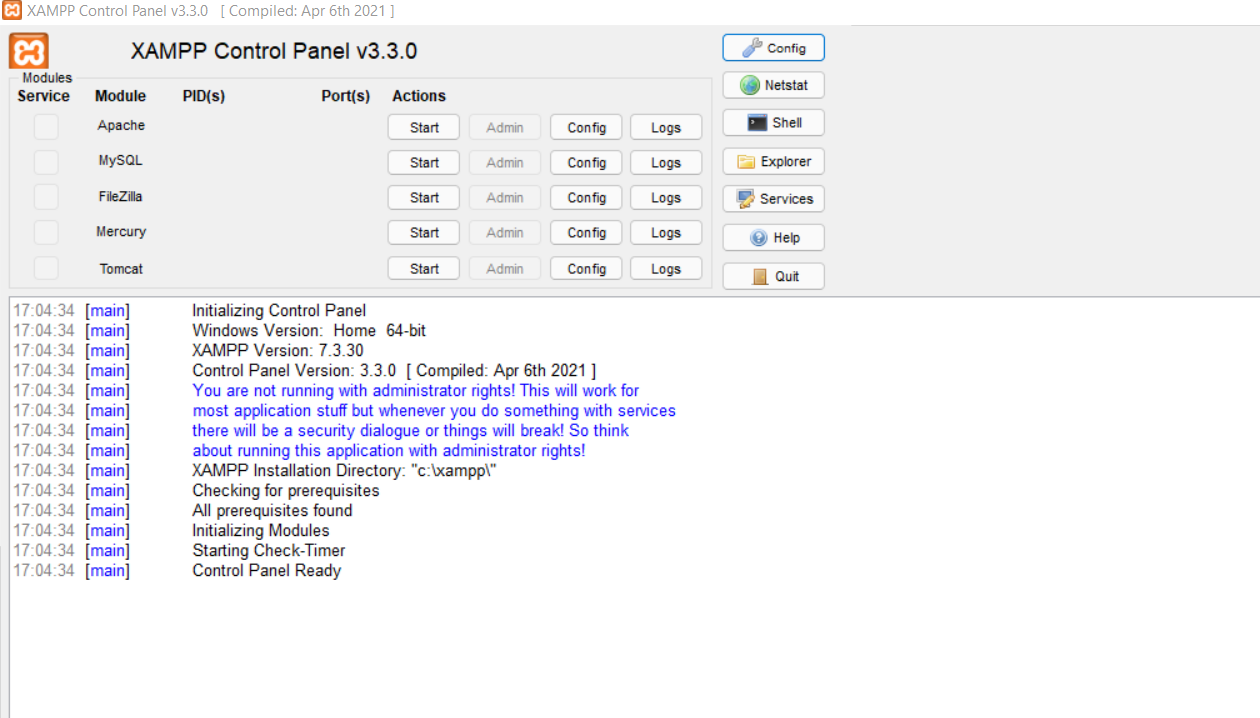 XAMPP Control Panel v3.3.0 [ Compiled: Apr 6th 2021 ]
XAMPP Control Panel v3.3.0
Config
Modules
Service Module PID(s) Port(s) Actions
Netstat
Apache Start Admin Config Logs
Shell
MySQL Start Admin Config Logs
Explorer
FileZilla Start Admin Config Logs
Services
Mercury Start Admin Config Logs
Help
Tomcat Start Admin Config Logs
Quit
17:04:34 [main] Initializing Control Panel
17:04:34 [main] Windows Version: Home 64-bit
17:04:34 [main] XAMPP Version: 7.3.30
17:04:34 [main] Control Panel Version: 3.3.0 [ Compiled: Apr 6th 2021 ]
17:04:34 [main] You are not running with administrator rights! This will work for
17:04:34 [main] most application stuff but whenever you do something with services
17:04:34 [main] there will be a security dialogue or things will break! So think
17:04:34 [main] about running this application with administrator rights!
17:04:34 [main] XAMPP Installation Directory: "c:\xampp\"
17:04:34 [main] Checking for prerequisites
17:04:34 [main] All prerequisites found
17:04:34 [main] Initializing Modules
17:04:34 [main] Starting Check-Timer
17:04:34 [main] Control Panel Ready